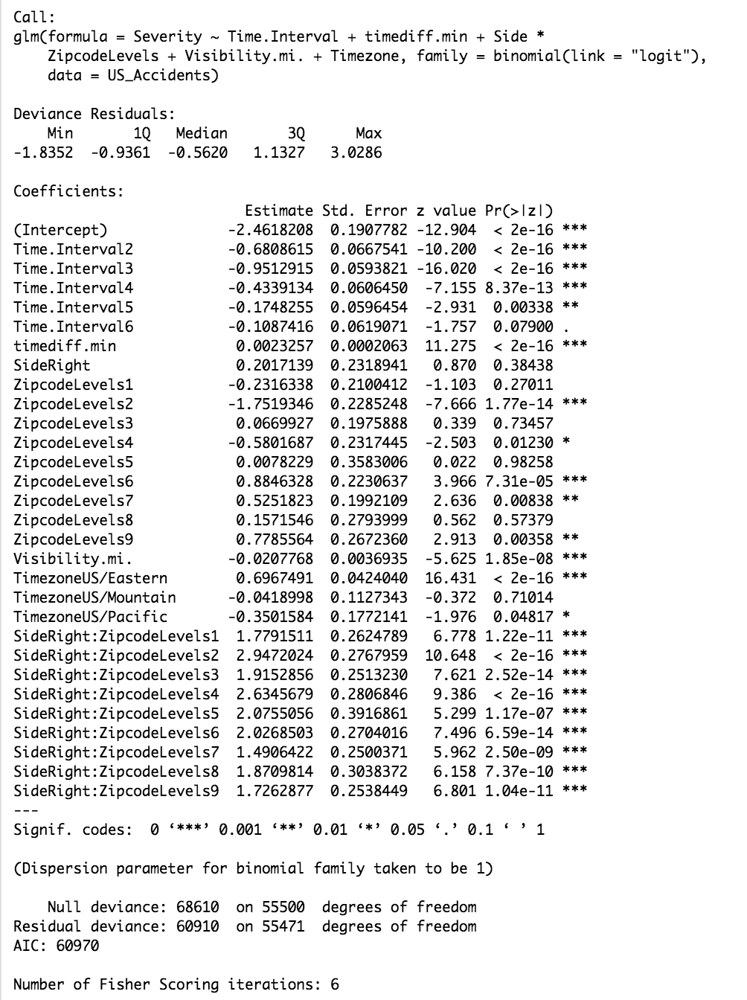 Call:
glm(formula = Severity ~ Time.Interval + timediff.min + Side *
    ZipcodeLevels + Visibility.mi. + Timezone, family = binomial(link = "logit"),
    data = US_Accidents)

Deviance Residuals:
    Min       1Q   Median       3Q      Max
-1.8352  -0.9361  -0.5620   1.1327   3.0286

Coefficients:
                          Estimate Std. Error z value Pr(>|z|)
(Intercept)             -2.4618208  0.1907782 -12.904  < 2e-16 ***
Time.Interval2          -0.6808615  0.0667541 -10.200  < 2e-16 ***
Time.Interval3          -0.9512915  0.0593821 -16.020  < 2e-16 ***
Time.Interval4          -0.4339134  0.0606450  -7.155 8.37e-13 ***
Time.Interval5          -0.1748255  0.0596454  -2.931  0.00338 **
Time.Interval6          -0.1087416  0.0619071  -1.757  0.07900 .
timediff.min             0.0023257  0.0002063  11.275  < 2e-16 ***
SideRight                0.2017139  0.2318941   0.870  0.38438
ZipcodeLevels1          -0.2316338  0.2100412  -1.103  0.27011
ZipcodeLevels2          -1.7519346  0.2285248  -7.666 1.77e-14 ***
ZipcodeLevels3           0.0669927  0.1975888   0.339  0.73457
ZipcodeLevels4          -0.5801687  0.2317445  -2.503  0.01230 *
ZipcodeLevels5           0.0078229  0.3583006   0.022  0.98258
ZipcodeLevels6           0.8846328  0.2230637   3.966 7.31e-05 ***
ZipcodeLevels7           0.5251823  0.1992109   2.636  0.00838 **
ZipcodeLevels8           0.1571546  0.2793999   0.562  0.57379
ZipcodeLevels9           0.7785564  0.2672360   2.913  0.00358 **
Visibility.mi.          -0.0207768  0.0036935  -5.625 1.85e-08 ***
TimezoneUS/Eastern       0.6967491  0.0424040  16.431  < 2e-16 ***
TimezoneUS/Mountain     -0.0418998  0.1127343  -0.372  0.71014
TimezoneUS/Pacific      -0.3501584  0.1772141  -1.976  0.04817 *
SideRight:ZipcodeLevels1  1.7791511  0.2624789   6.778 1.22e-11 ***
SideRight:ZipcodeLevels2  2.9472024  0.2767959  10.648  < 2e-16 ***
SideRight:ZipcodeLevels3  1.9152856  0.2513230   7.621 2.52e-14 ***
SideRight:ZipcodeLevels4  2.6345679  0.2806846   9.386  < 2e-16 ***
SideRight:ZipcodeLevels5  2.0755056  0.3916861   5.299 1.17e-07 ***
SideRight:ZipcodeLevels6  2.0268503  0.2704016   7.496 6.59e-14 ***
SideRight:ZipcodeLevels7  1.4906422  0.2500371   5.962 2.50e-09 ***
SideRight:ZipcodeLevels8  1.8709814  0.3038372   6.158 7.37e-10 ***
SideRight:ZipcodeLevels9  1.7262877  0.2538449   6.801 1.04e-11 ***
---
Signif. codes:  0 ‘***’ 0.001 ‘**’ 0.01 ‘*’ 0.05 ‘.’ 0.1 ‘ ’ 1

(Dispersion parameter for binomial family taken to be 1)

    Null deviance: 68610  on 55500  degrees of freedom
Residual deviance: 60910  on 55471  degrees of freedom
AIC: 60970

Number of Fisher Scoring iterations: 6